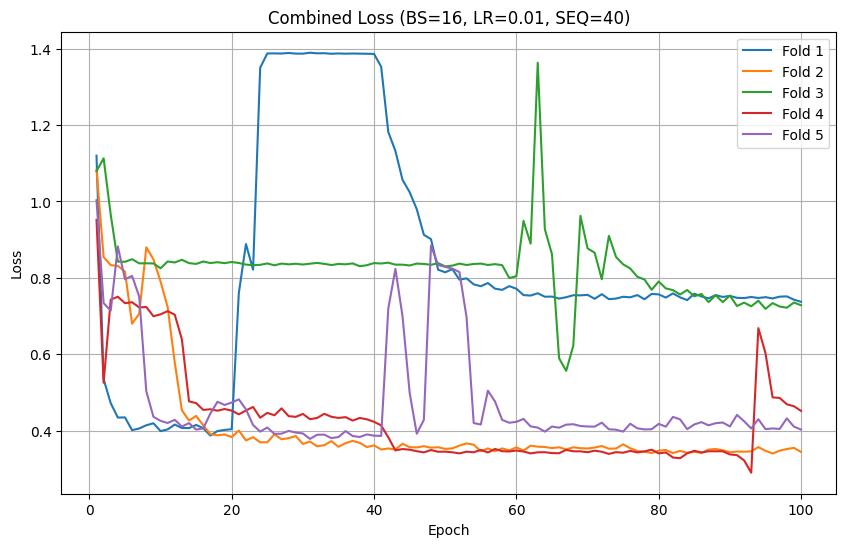 Combined Loss (BS=16, LR=0.01, SEQ=40)
Fold 1
Fold 2
Fold 3
Fold 4
Fold 5
1.4
1.2
1.0
0.8
0.6
0.4
Loss
0
20
40
60
80
100
Epoch